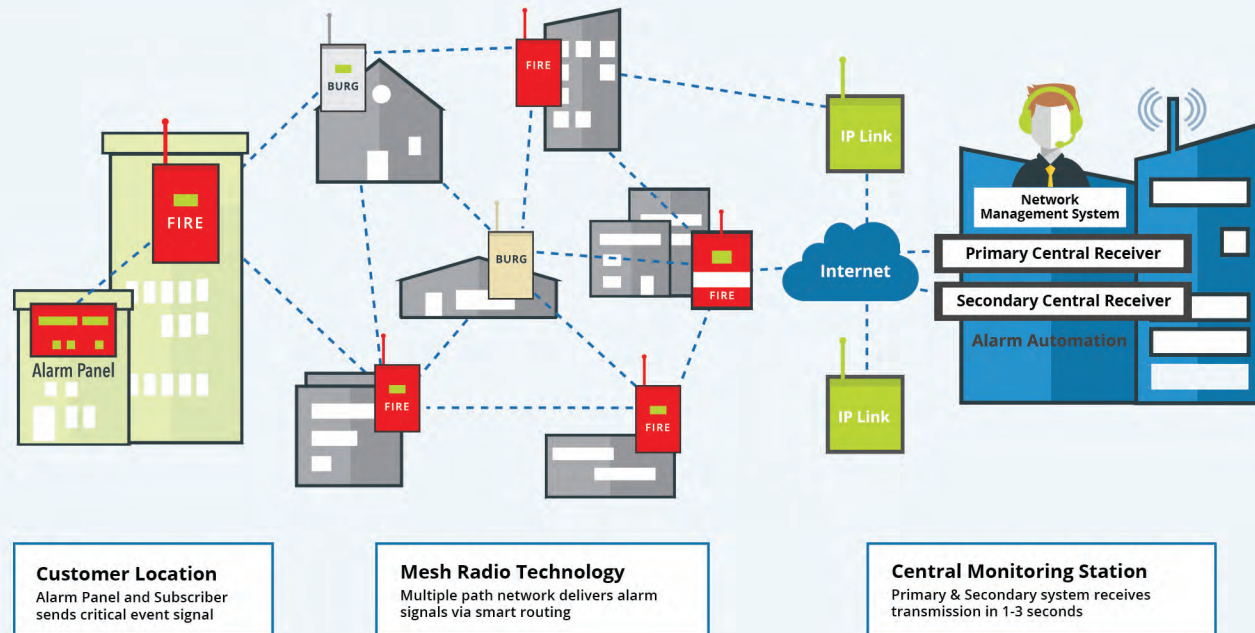 BURG
FIRE
FIRE
IP Link
Network
Management System
Primary Central Receiver
Internet
Secondary Central Receiver
Alarm Automation
BURG
FIRE
Alarm Panel
FIRE
FIRE
IP Link
Customer Location
Alarm Panel and Subscriber
sends critical event signal
Mesh Radio Technology
Multiple path network delivers alarm
signals via smart routing
Central Monitoring Station
Primary & Secondary system receives
transmission in 1-3 seconds